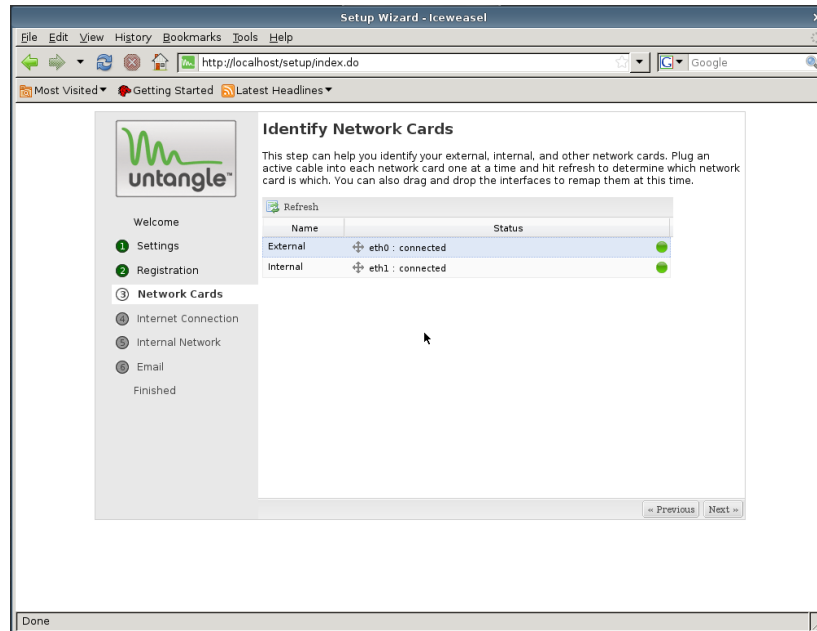 Setup Wizard - Iceweasel
File Edit View History Bookmarks Tools Help
http://localhost/setup/index.do
G Google
Most Visited Getting Started Latest Headlines
untangle™
Welcome
1 Settings
2 Registration
3 Network Cards
4 Internet Connection
5 Internal Network
6 Email
Finished
Identify Network Cards
This step can help you identify your external, internal, and other network cards. Plug an
active cable into each network card one at a time and hit refresh to determine which network
card is which. You can also drag and drop the interfaces to remap them at this time.
Refresh
Name Status
External eth0 : connected
Internal eth1 : connected
« Previous Next »
Done